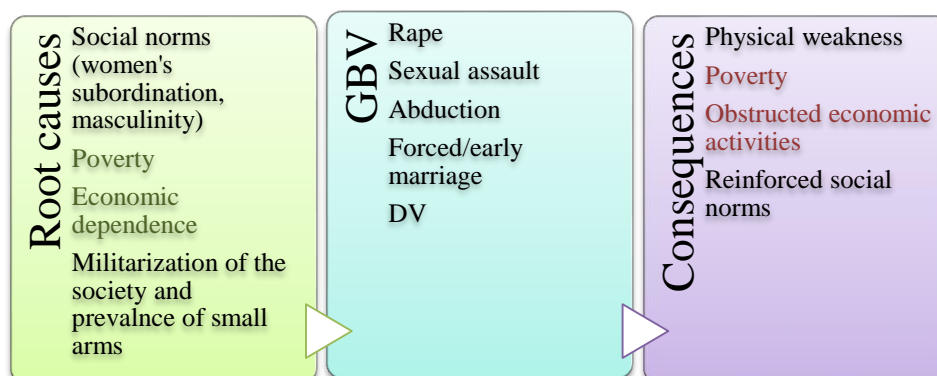 Root causes
Social norms
(women's
subordination,
masculinity)
Poverty
Economic
dependence
Militarization of the
society and
prevalnce of small
arms
GBV
Rape
Sexual assault
Abduction
Forced/early
marriage
DV
Consequences
Physical weakness
Poverty
Obstructed economic
activities
Reinforced social
norms